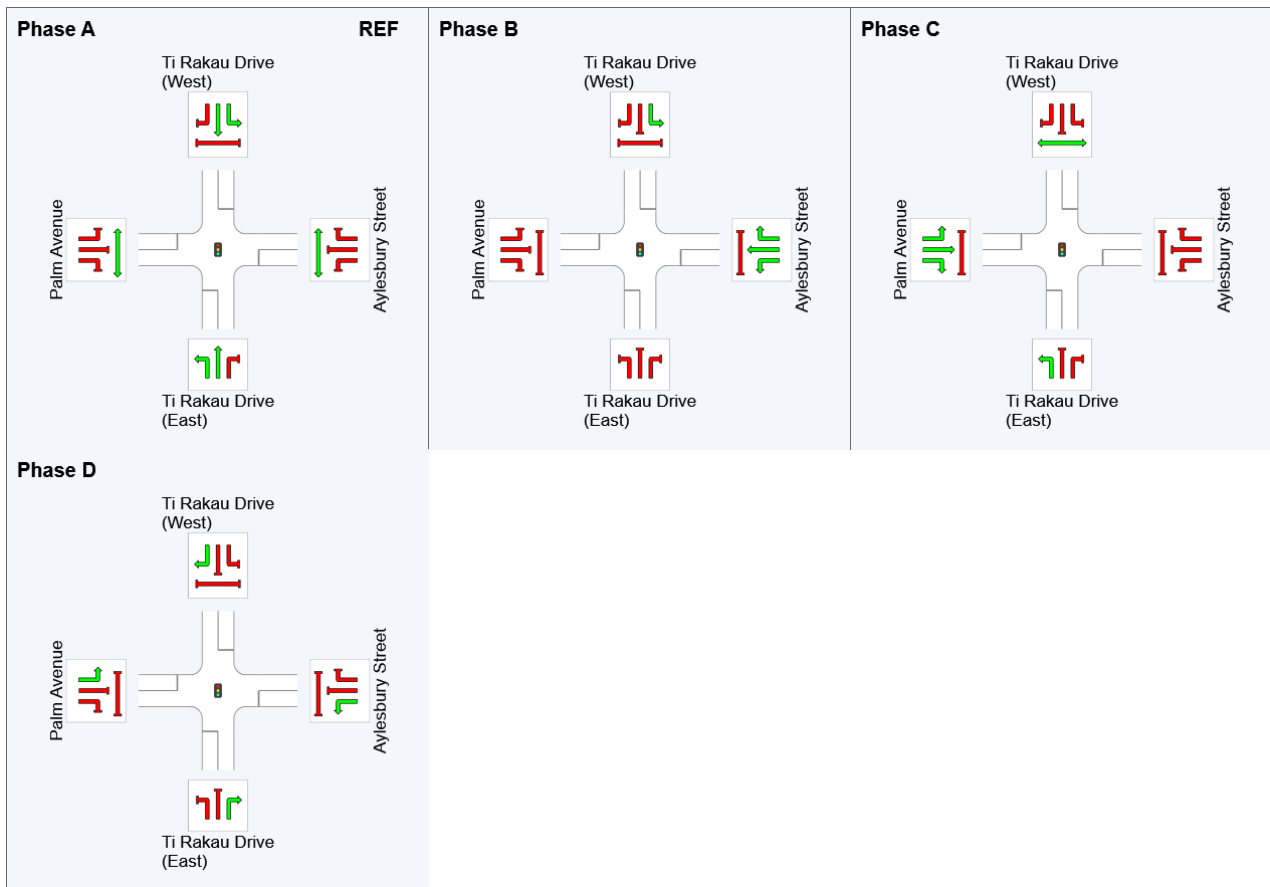 Phase A
REF
Ti Rakau Drive
(West)
Palm Avenue
Aylesbury Street
Ti Rakau Drive
(East)
Phase B
Ti Rakau Drive
(West)
Palm Avenue
Aylesbury Street
Ti Rakau Drive
(East)
Phase C
Ti Rakau Drive
(West)
Palm Avenue
Aylesbury Street
Ti Rakau Drive
(East)
Phase D
Ti Rakau Drive
(West)
Palm Avenue
Aylesbury Street
Ti Rakau Drive
(East)